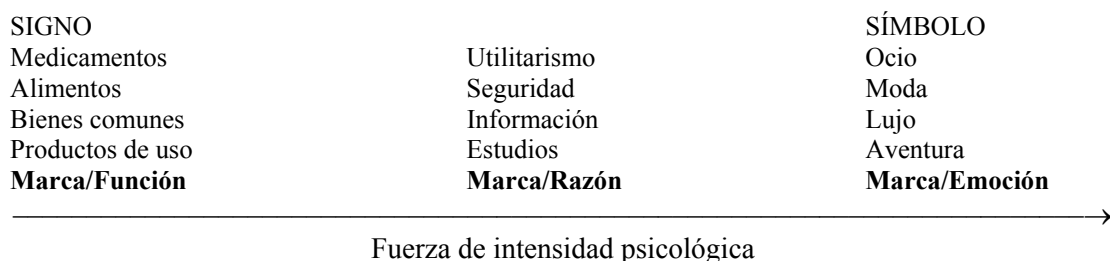 SIGNO SÍMBOLO
Medicamentos Utilitarismo Ocio
Alimentos Seguridad Moda
Bienes comunes Información Lujo
Productos de uso Estudios Aventura
Marca/Función Marca/Razón Marca/Emoción
Fuerza de intensidad psicológica